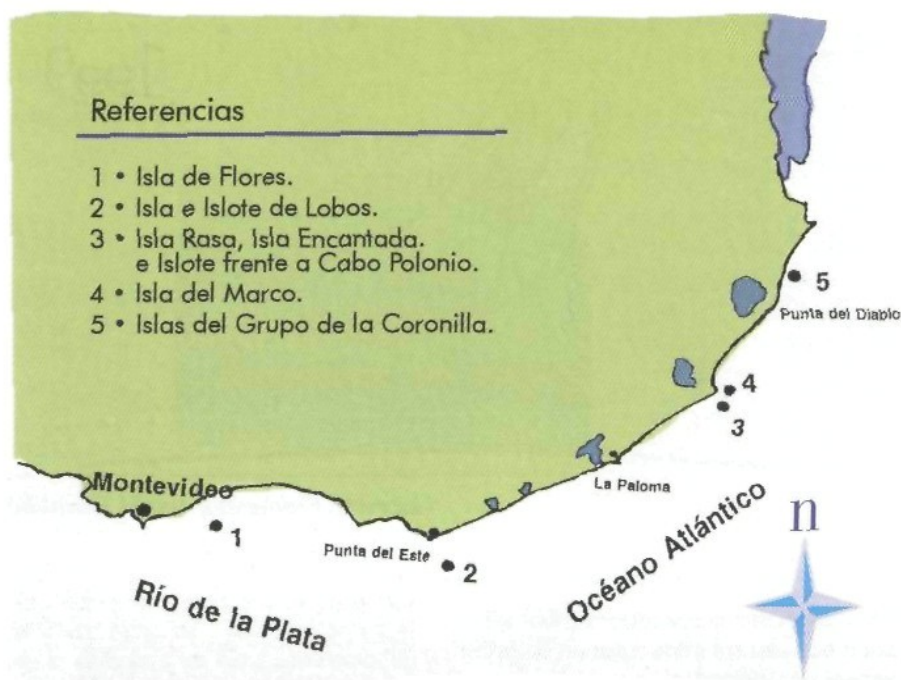 Referencias
1 • Isla de Flores.
2 • Isla e Islote de Lobos.
3 • Isla Rasa, Isla Encantada.
e Islote frente a Cabo Polonio.
4 • Isla del Marco.
5 • Islas del Grupo de la Coronilla.
5
Punta del Diablo
4
3
La Paloma
Montevideo
1
Punta del Este
2
Río de la Plata
Océano Atlántico
n